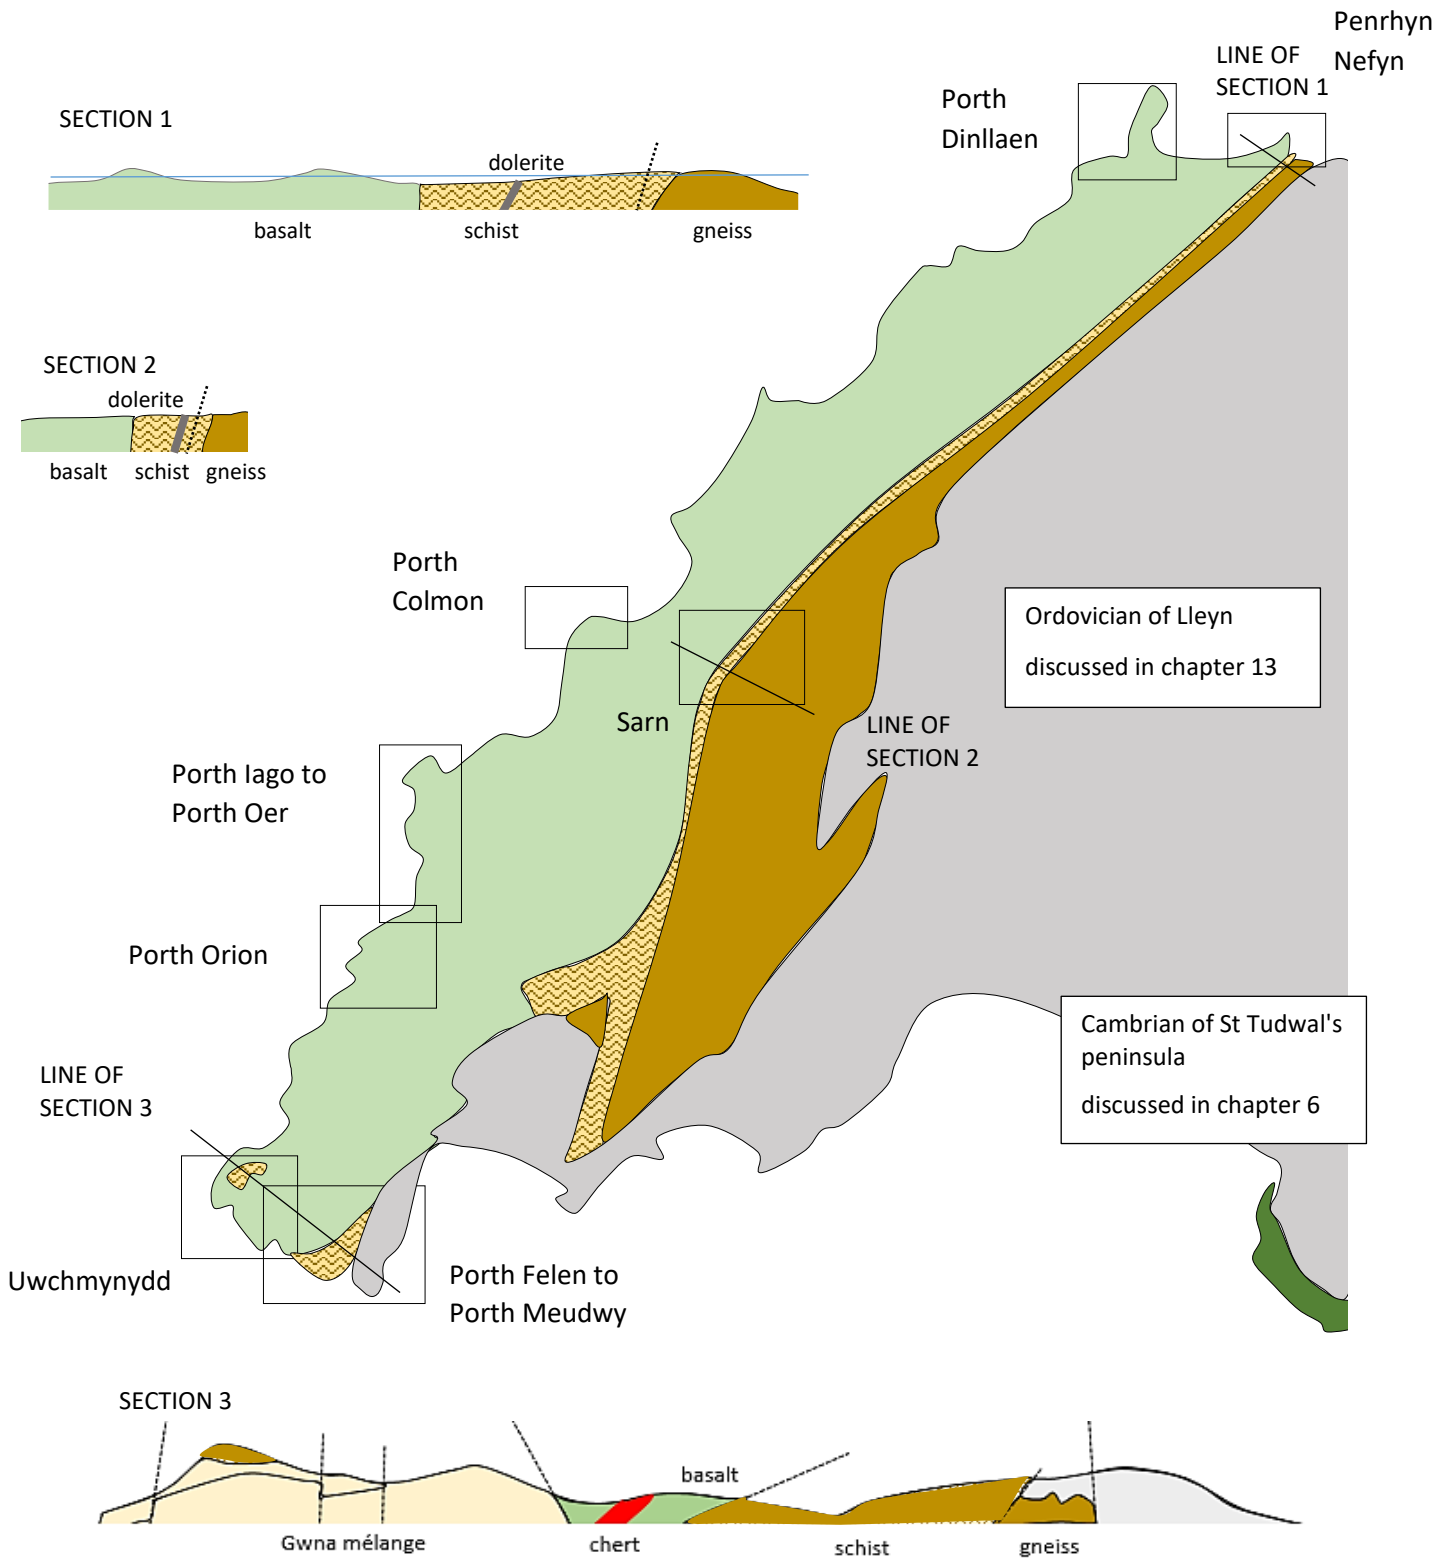 Penrhyn
Nefyn
LINE OF
SECTION 1
Porth
Dinllaen
SECTION 1
dolerite
basalt
schist
gneiss
SECTION 2
dolerite
basalt
schist
gneiss
Porth
Colmon
Ordovician of Lleyn
discussed in chapter 13
Sarn
LINE OF
SECTION 2
Porth Iago to
Porth Oer
Porth Orion
Cambrian of St Tudwal's
peninsula
discussed in chapter 6
LINE OF
SECTION 3
Uwchmynydd
Porth Felen to
Porth Meudwy
SECTION 3
basalt
Gwna mélange
chert
schist
gneiss